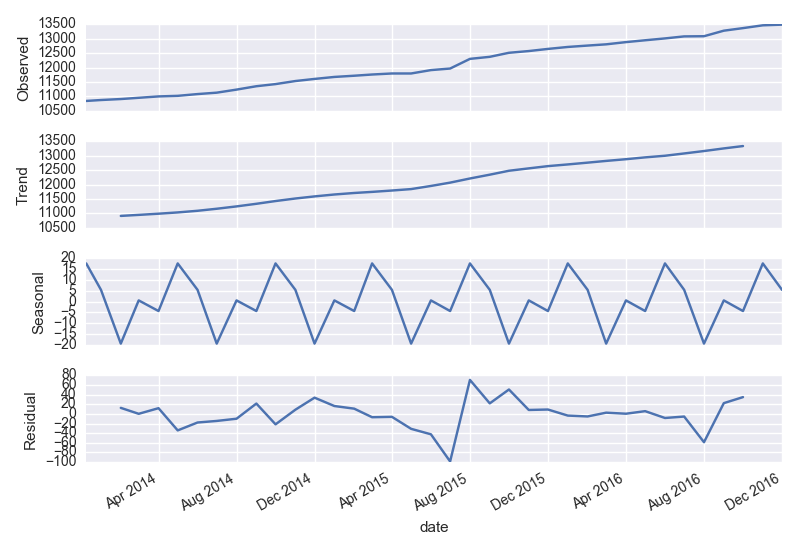 Observed
13500
13000
12500
12000
11500
11000
10500
Trend
13500
13000
12500
12000
11500
11000
10500
Seasonal
20
15
10
5
0
−5
−10
−15
−20
Residual
80
60
40
20
0
−20
−40
−60
−80
−100
Apr 2014
Aug 2014
Dec 2014
Apr 2015
Aug 2015
Dec 2015
Apr 2016
Aug 2016
Dec 2016
date